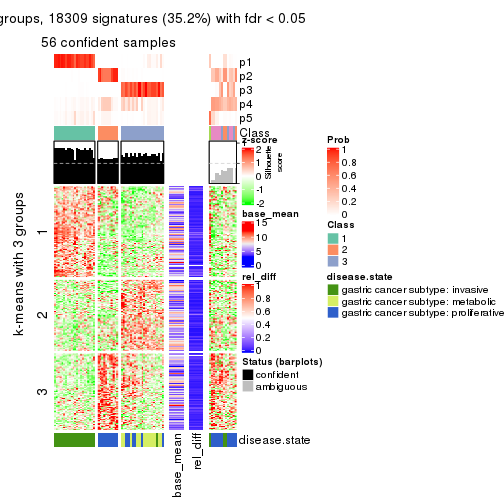 groups, 18309 signatures (35.2%) with fdr < 0.05
56 confident samples
p1
p2
p3
p4
p5
Class
Silhouette score
k-means with 3 groups
1
2
3
base_mean
rel_diff
disease.state
z-score
2
1
0
-1
-2
base_mean
15
10
5
0
rel_diff
1
0.8
0.6
0.4
0.2
0
Status (barplots)
confident
ambiguous
Prob
1
0.8
0.6
0.4
0.2
0
Class
1
2
3
disease.state
gastric cancer subtype: invasive
gastric cancer subtype: metabolic
gastric cancer subtype: proliferative